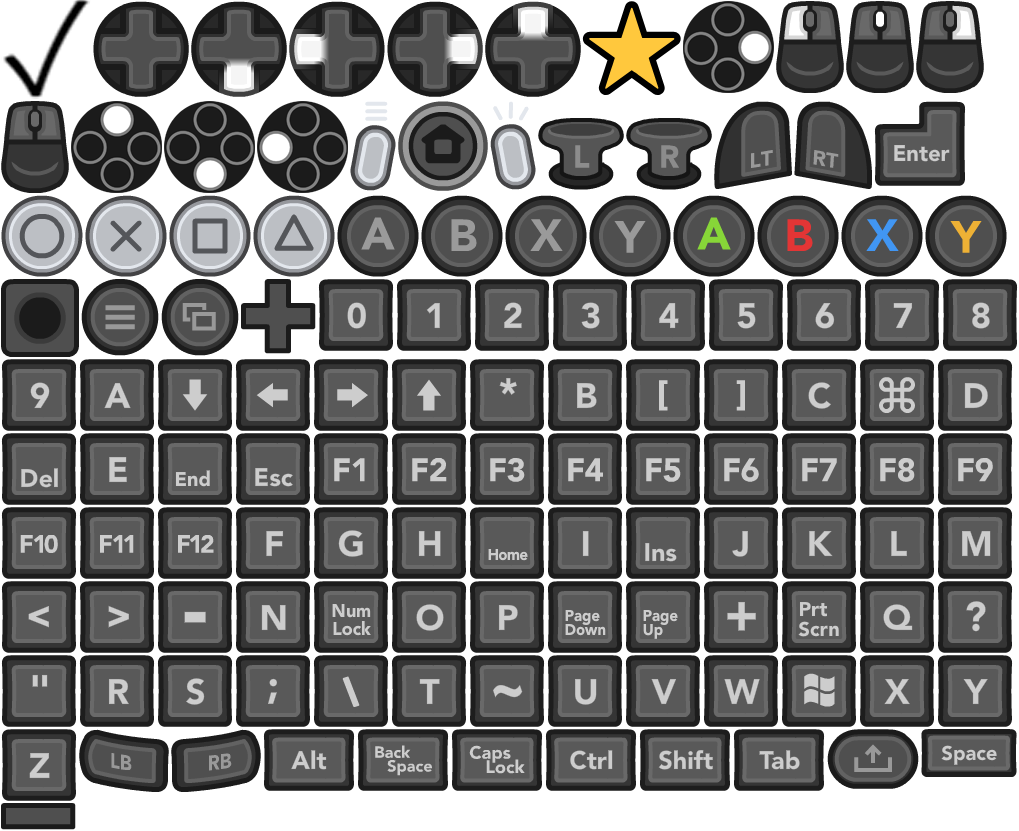 L R LT RT Enter
A B X Y A B X Y
0 1 2 3 4 5 6 7 8
9 A * B [ ] C ⌘ D
Del E End Esc F1 F2 F3 F4 F5 F6 F7 F8 F9
F10 F11 F12 F G H Home I Ins J K L M
< > - N Num Lock O P Page Down Page Up + Prt Scrn Q ?
" R S ; \ T ~ U V W X Y
Z LB RB Alt Back Space Caps Lock Ctrl Shift Tab Space